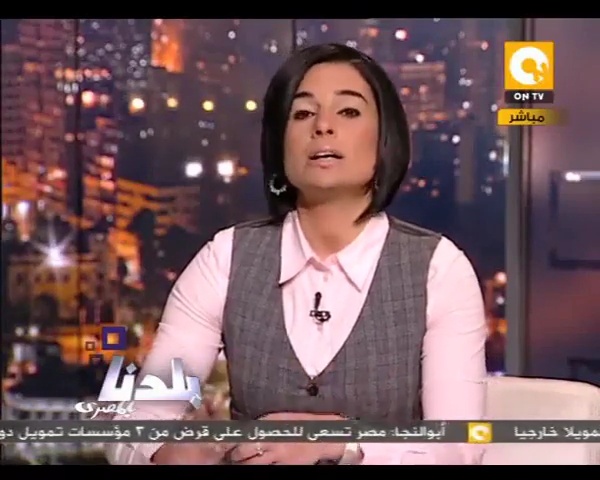 ON TV
مباشر
بلدنا
بالمصري
تمويلا خارجيا
أبوالنجا: مصر تسعى للحصول على قرض من ٣ مؤسسات تمويل دو